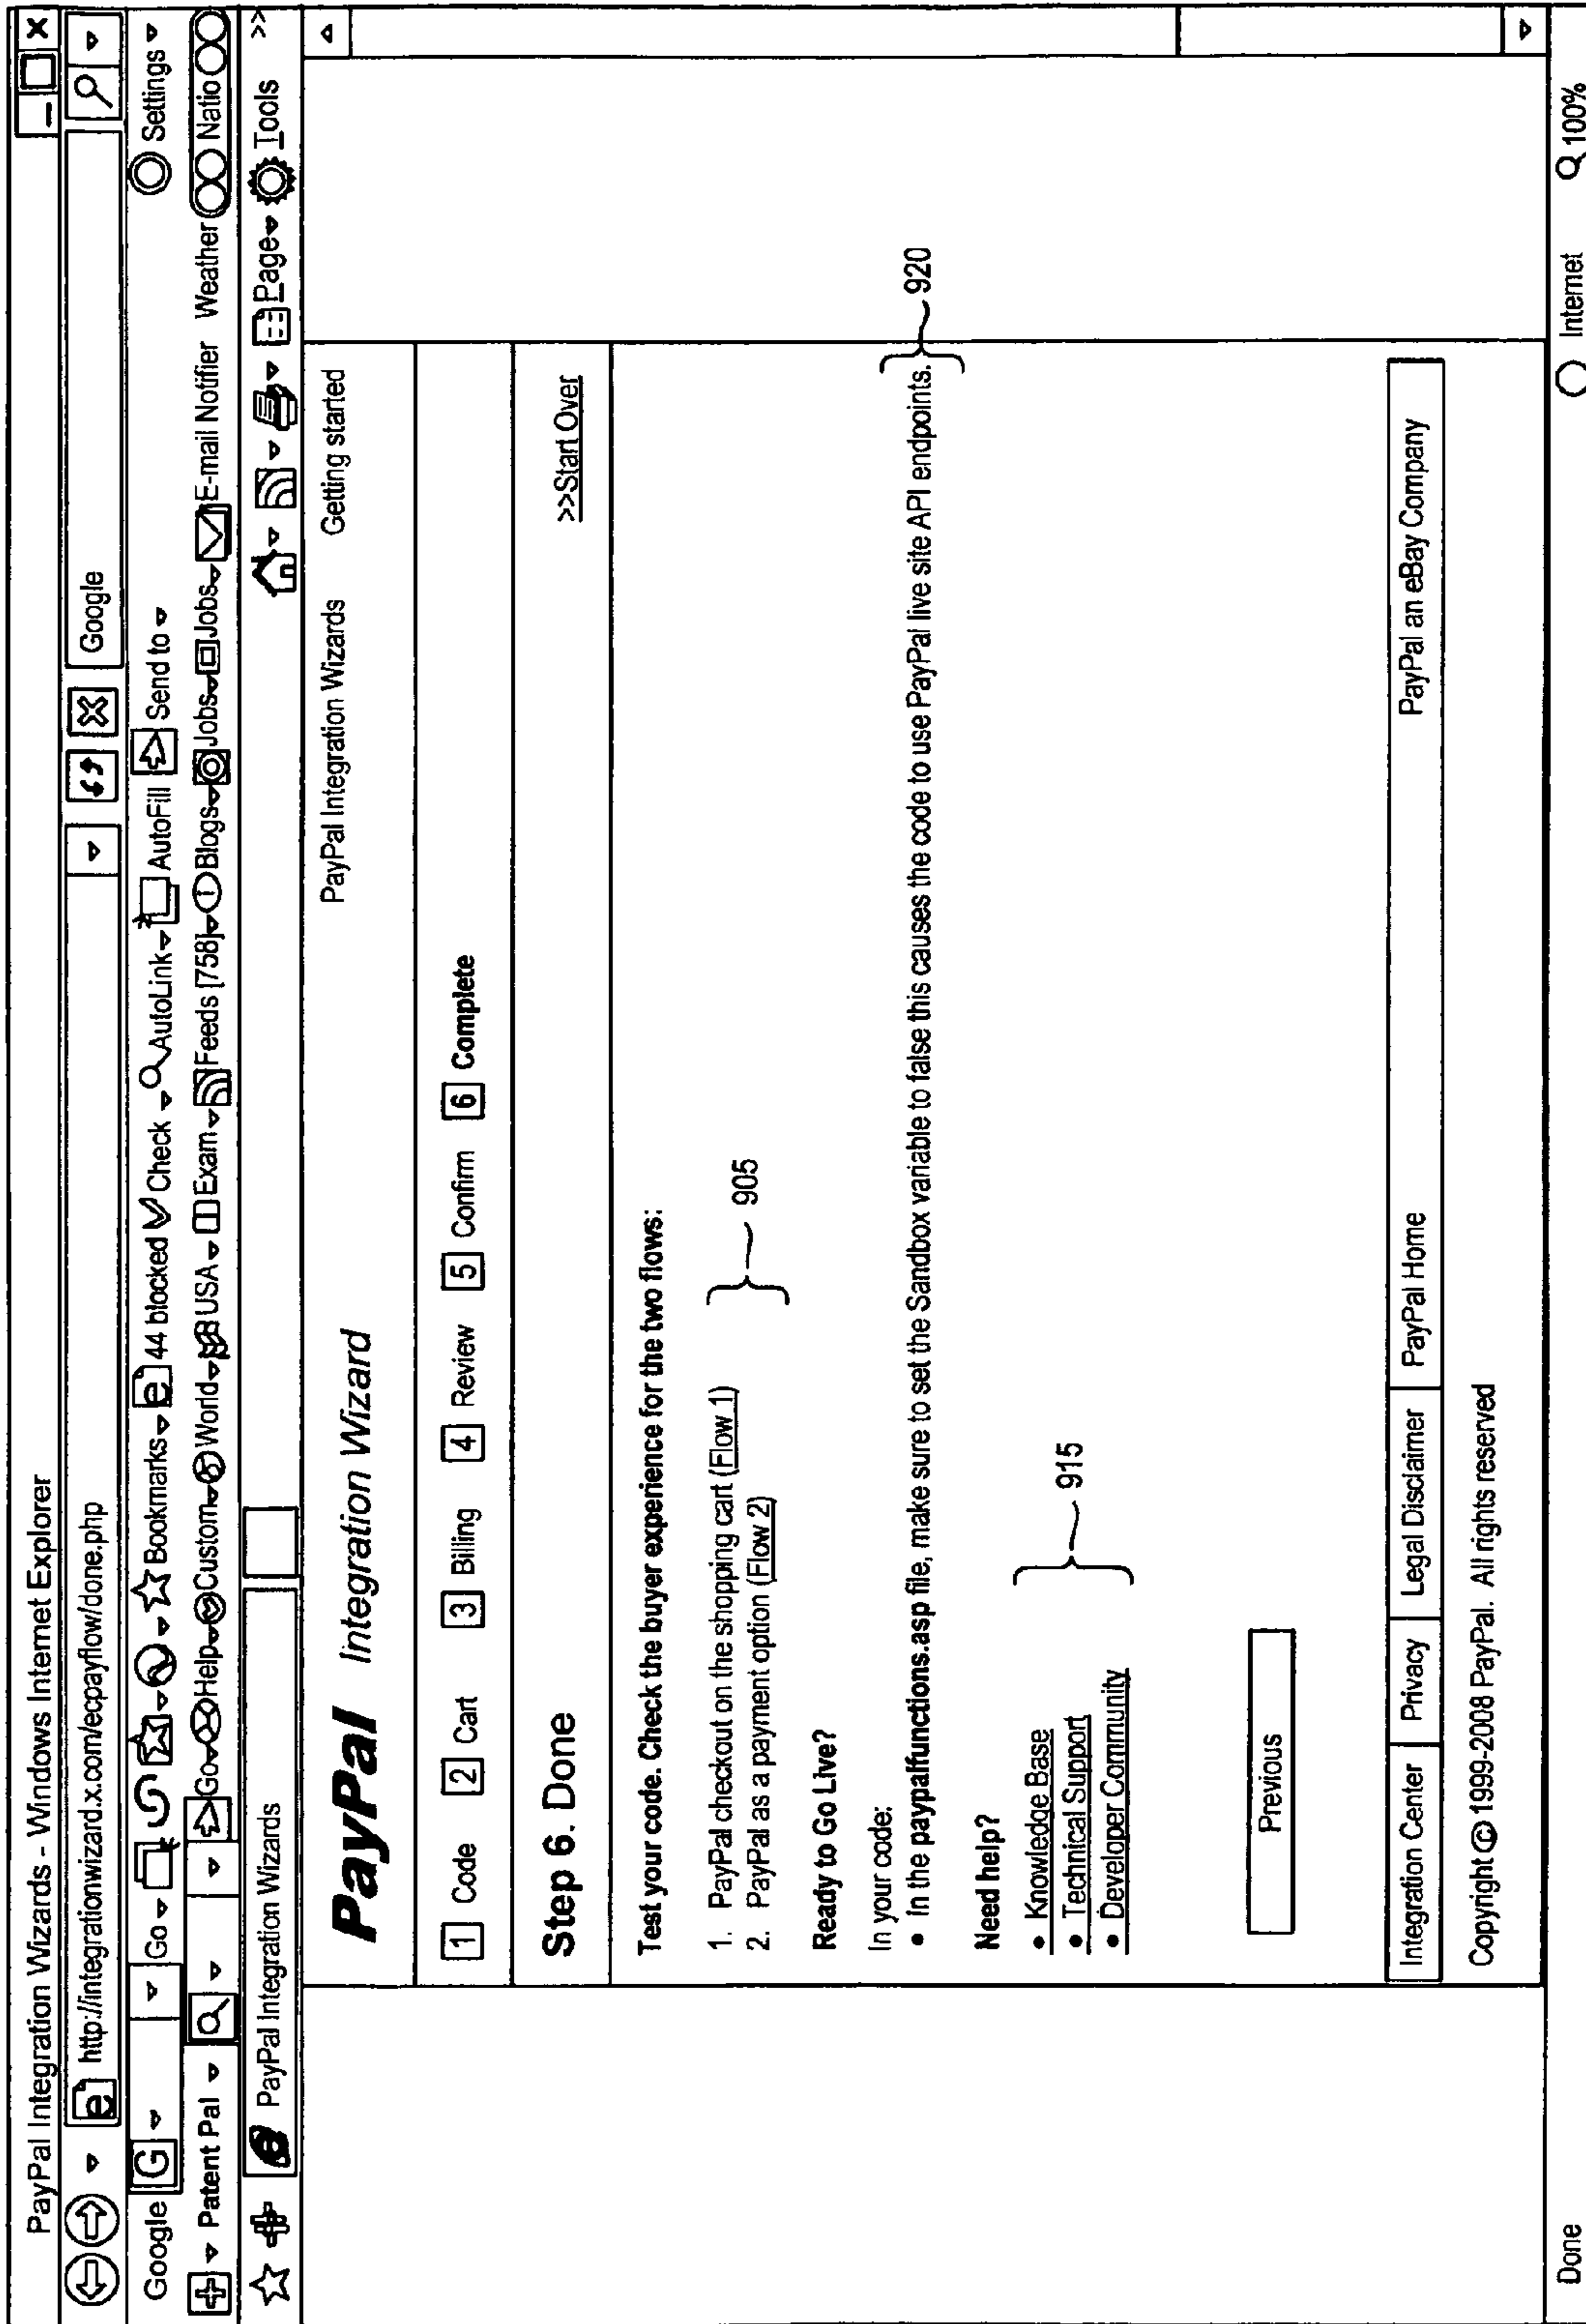 PayPal Integration Wizards - Windows Internet Explorer
http://integrationwizard.x.com/ecpayflow/done.php Google
Google G Go Bookmarks 44 blocked Check AutoLink AutoFill Send to Settings
Patent Pal Go Help Custom World USA Exam Feeds [758] Blogs Jobs Jobs E-mail Notifier Weather Natio
PayPal Integration Wizards Page Tools >>
PayPal Integration Wizard PayPal Integration Wizards Getting started
1 Code 2 Cart 3 Billing 4 Review 5 Confirm 6 Complete
Step 6. Done >>Start Over
Test your code. Check the buyer experience for the two flows:
1. PayPal checkout on the shopping cart (Flow 1)
2. PayPal as a payment option (Flow 2)
905
Ready to Go Live?
In your code:
• In the paypalfunctions.asp file, make sure to set the Sandbox variable to false this causes the code to use PayPal live site API endpoints. 920
Need help?
• Knowledge Base
• Technical Support
• Developer Community
915
Previous
Integration Center Privacy Legal Disclaimer PayPal Home PayPal an eBay Company
Copyright © 1999-2008 PayPal. All rights reserved
Done Internet 100%